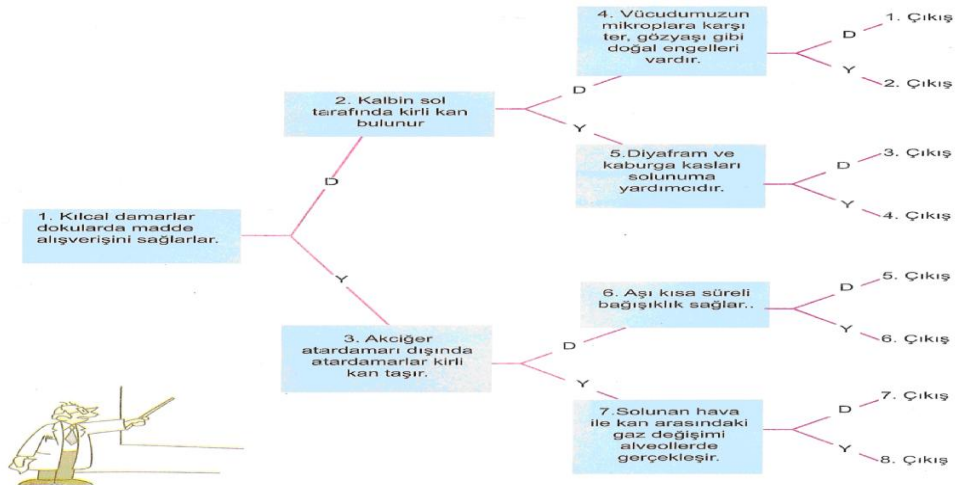 4. Vücudumuzun
mikroplara karşı
ter, gözyaşı gibi
doğal engelleri
vardır.
D
1. Çıkış
Y
2. Çıkış
2. Kalbin sol
tarafında kirli kan
bulunur
D
Y
5.Diyafram ve
kaburga kasları
solunuma
yardımcıdır.
D
3. Çıkış
Y
4. Çıkış
D
1. Kılcal damarlar
dokularda madde
alışverişini sağlarlar.
Y
6. Aşı kısa süreli
bağışıklık sağlar..
D
5. Çıkış
Y
6. Çıkış
3. Akciğer
atardamarı dışında
atardamarlar kirli
kan taşır.
D
Y
7.Solunan hava
ile kan arasındaki
gaz değişimi
alveollerde
gerçekleşir.
D
7. Çıkış
Y
8. Çıkış